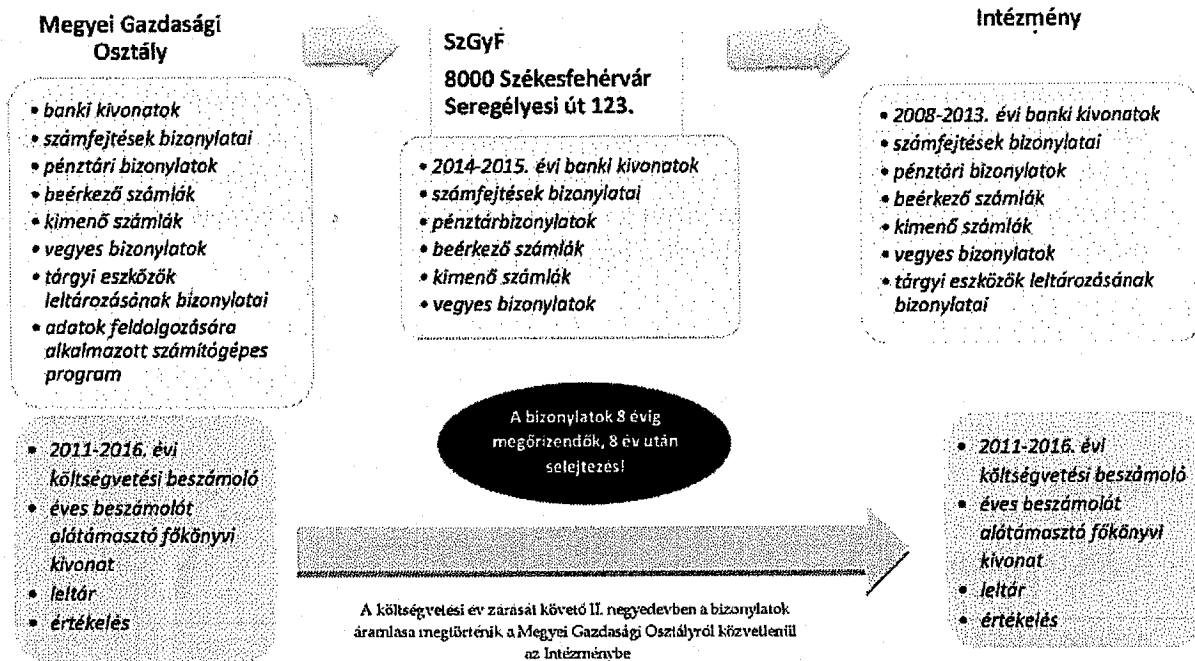 Megyei Gazdasági
Osztály
• banki kivonatok
• számfejtések bizonylatai
• pénztári bizonylatok
• beérkező számlák
• kimenő számlák
• vegyes bizonylatok
• tárgyi eszközök
leltározásának bizonylatai
• adatok feldolgozására
alkalmazott számítógépes
program
SzGyF
8000 Székesfehérvár
Seregélyesi út 123.
• 2014-2015. évi banki kivonatok
• számfejtések bizonylatai
• pénztárbizonylatok
• beérkező számlák
• kimenő számlák
• vegyes bizonylatok
Intézmény
• 2008-2013. évi banki kivonatok
• számfejtések bizonylatai
• pénztári bizonylatok
• beérkező számlák
• kimenő számlák
• vegyes bizonylatok
• tárgyi eszközök leltározásának
bizonylatai
A bizonylatok 8 évig
megőrizendők, 8 év után
selejtezés!
• 2011-2016. évi
költségvetési beszámoló
• éves beszámolót
alátámasztó főkönyvi
kivonat
• leltár
• értékelés
A költségvetési év zárását követő II. negyedévben a bizonylatok
áramlása megtörténik a Megyei Gazdasági Osztályról közvetlenül
az Intézménybe
• 2011-2016. évi
költségvetési beszámoló
• éves beszámolót
alátámasztó főkönyvi
kivonat
• leltár
• értékelés